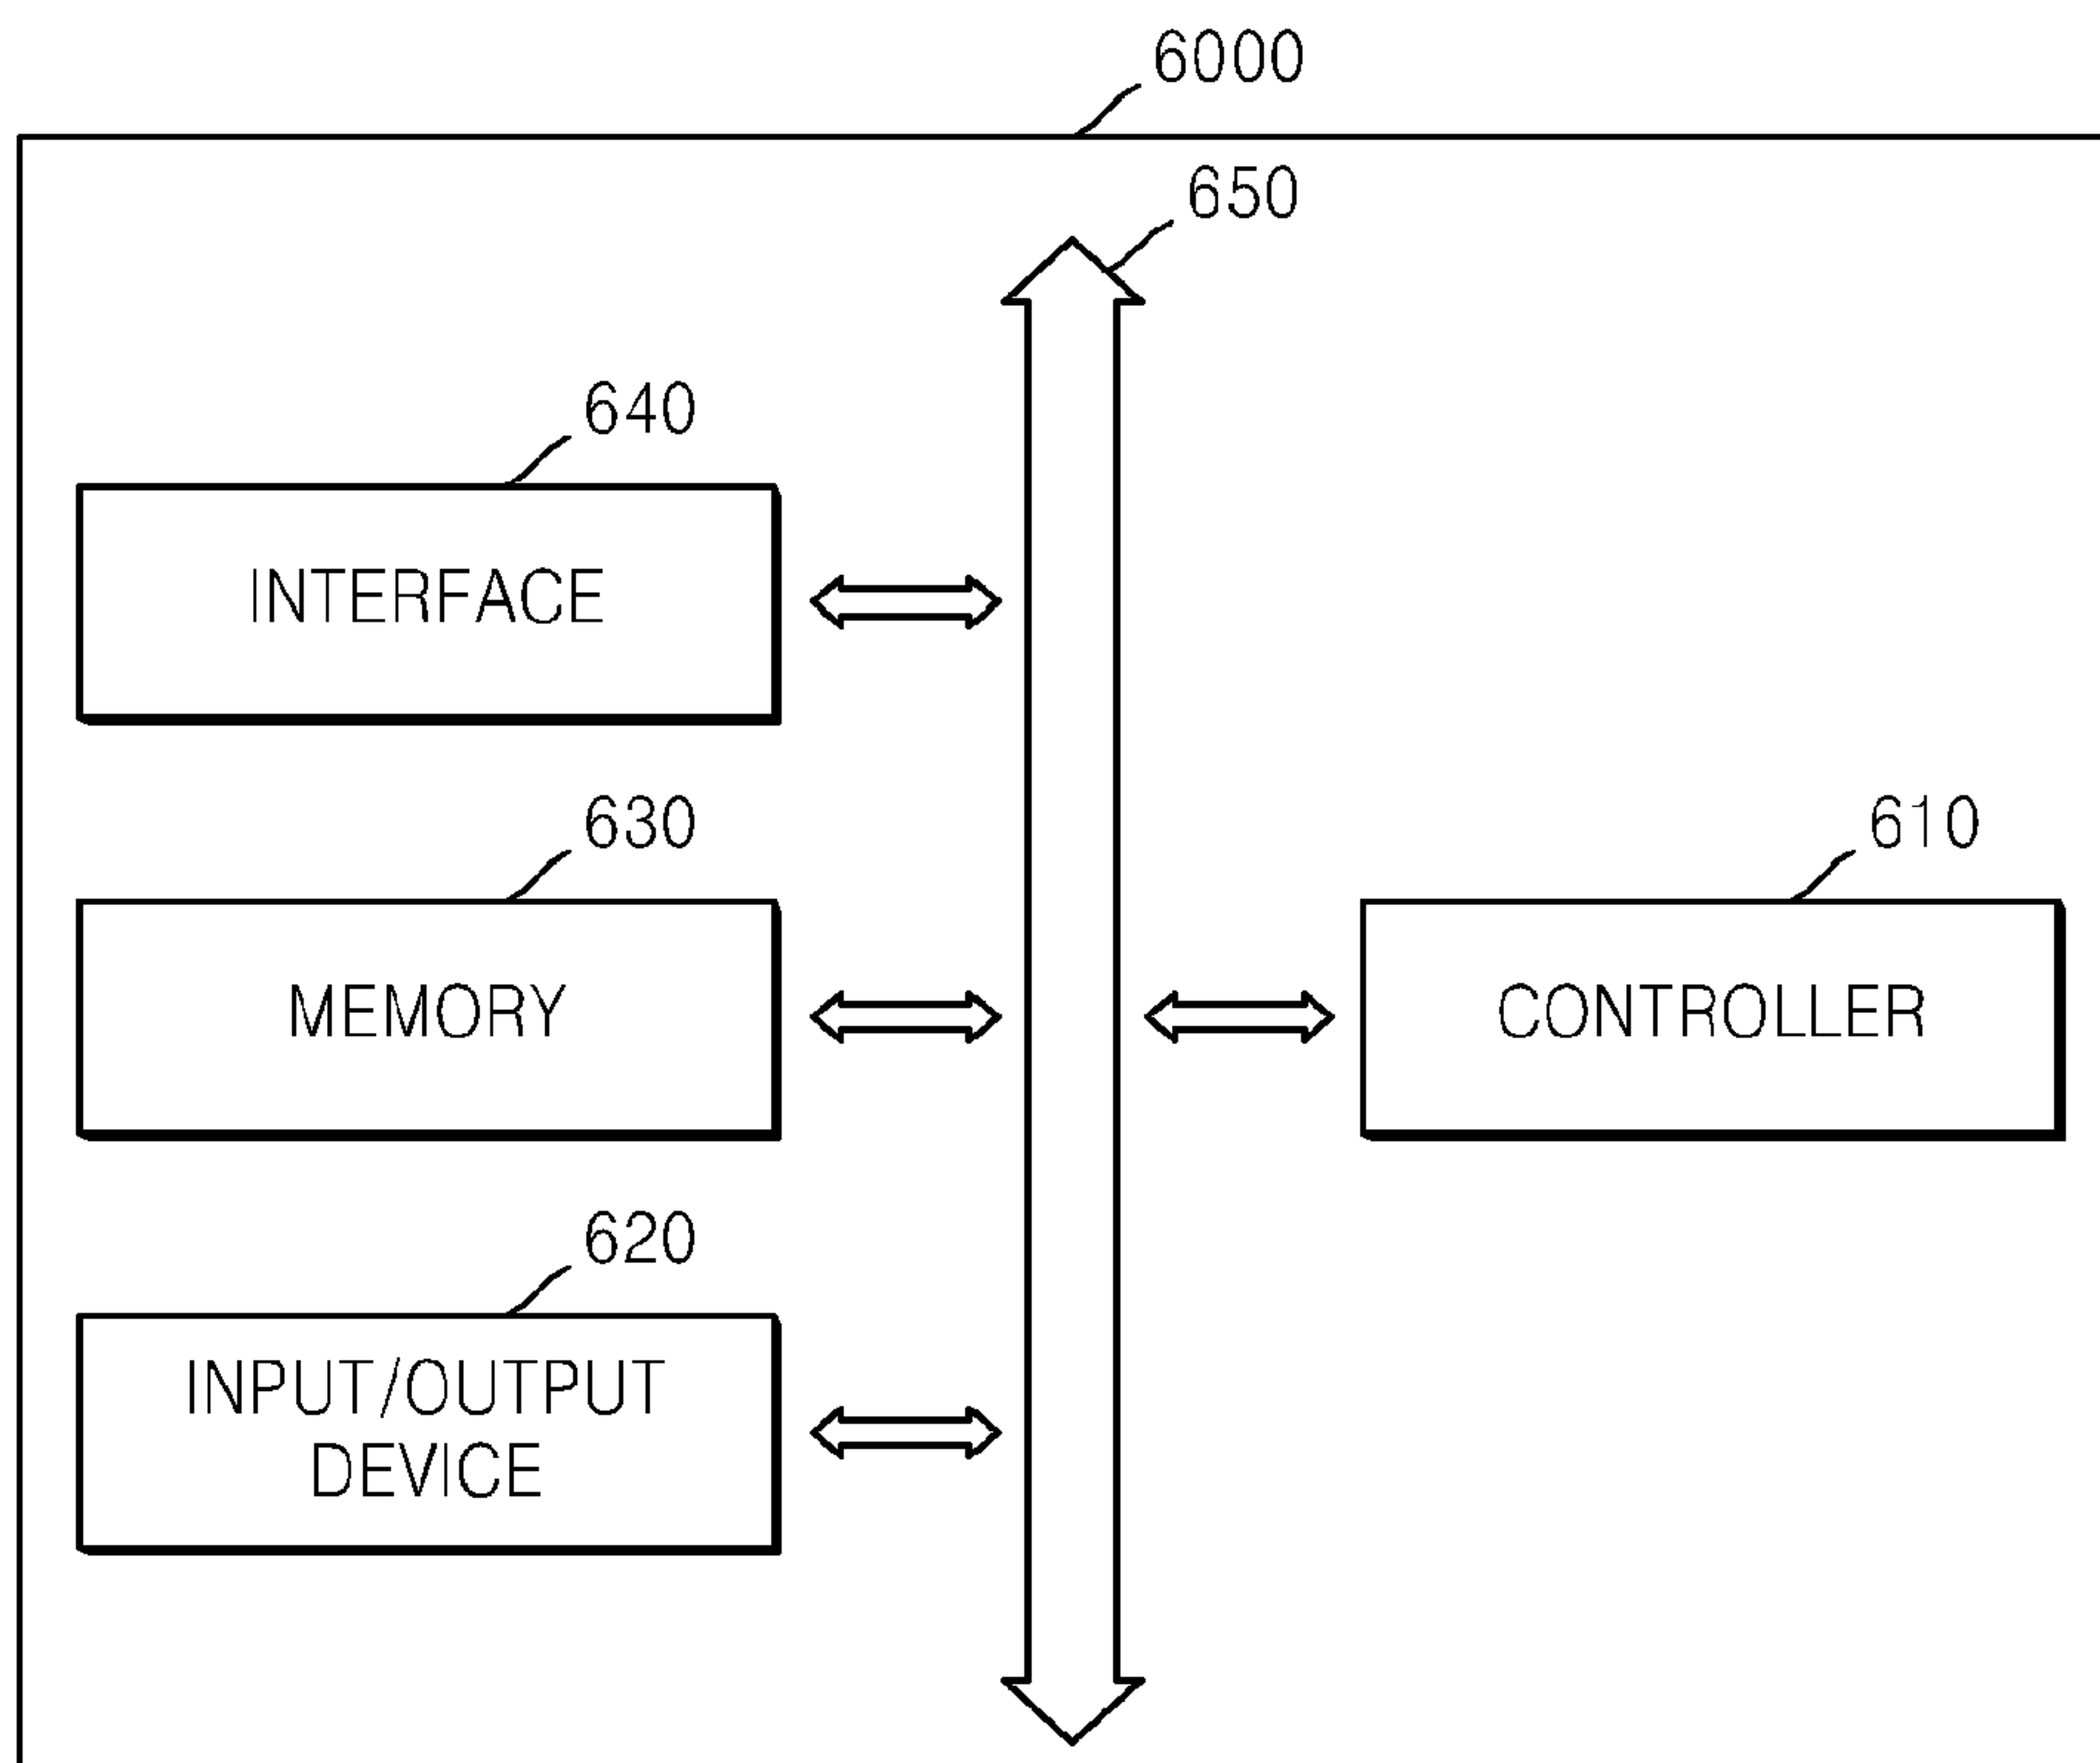 6000
650
640
INTERFACE
630
610
MEMORY
CONTROLLER
620
INPUT/OUTPUT
DEVICE